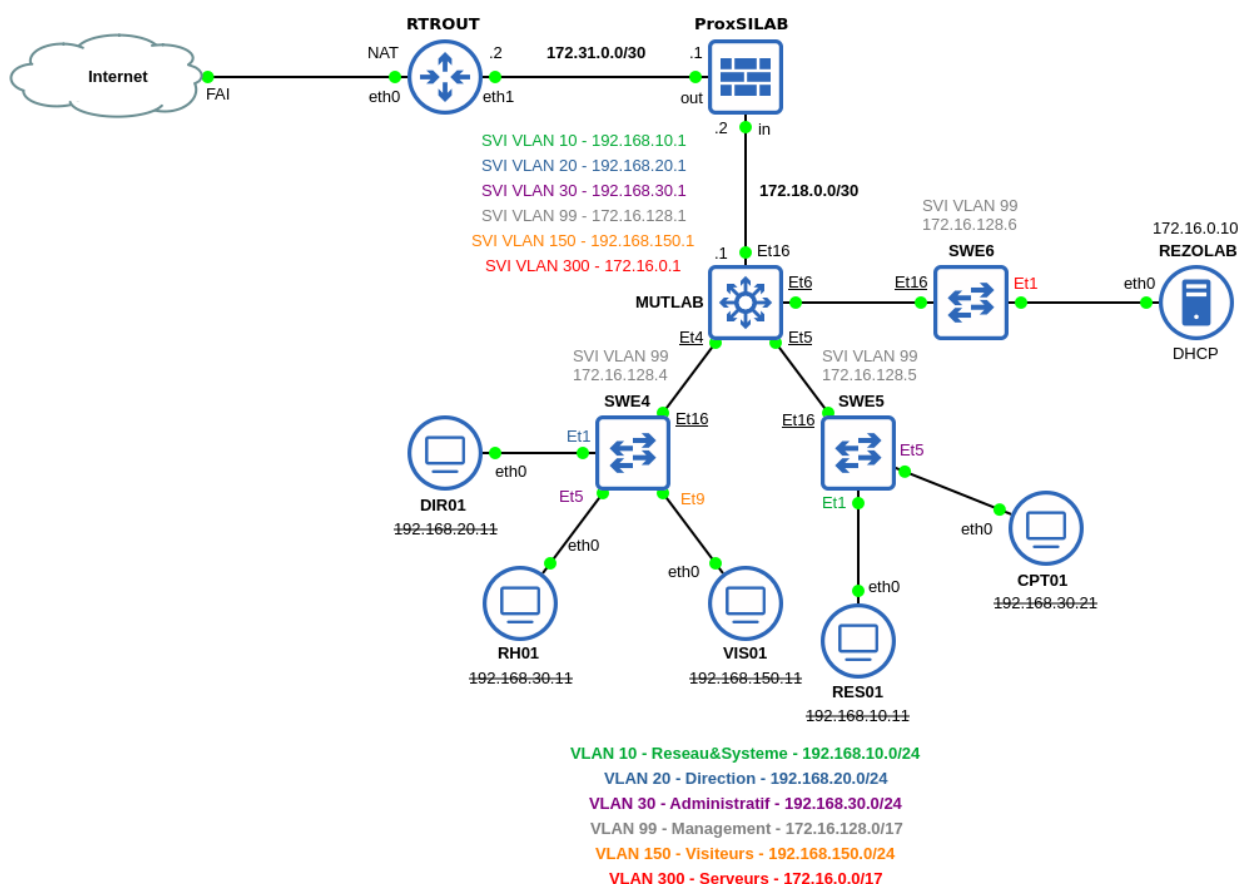 RTROUT
ProxSILAB
Internet
FAI
NAT
eth0
.2
eth1
172.31.0.0/30
.1
out
.2
in
SVI VLAN 10 - 192.168.10.1
SVI VLAN 20 - 192.168.20.1
SVI VLAN 30 - 192.168.30.1
SVI VLAN 99 - 172.16.128.1
SVI VLAN 150 - 192.168.150.1
SVI VLAN 300 - 172.16.0.1
172.18.0.0/30
.1
Et16
MUTLAB
Et6
Et4
Et5
SVI VLAN 99
172.16.128.6
SWE6
Et16
Et1
172.16.0.10
REZOLAB
eth0
DHCP
SVI VLAN 99
172.16.128.4
SWE4
Et16
Et1
Et5
Et9
SVI VLAN 99
172.16.128.5
SWE5
Et16
Et5
Et1
eth0
DIR01
192.168.20.11
eth0
RH01
192.168.30.11
eth0
VIS01
192.168.150.11
eth0
RES01
192.168.10.11
eth0
CPT01
192.168.30.21
VLAN 10 - Reseau&Systeme - 192.168.10.0/24
VLAN 20 - Direction - 192.168.20.0/24
VLAN 30 - Administratif - 192.168.30.0/24
VLAN 99 - Management - 172.16.128.0/17
VLAN 150 - Visiteurs - 192.168.150.0/24
VLAN 300 - Serveurs - 172.16.0.0/17